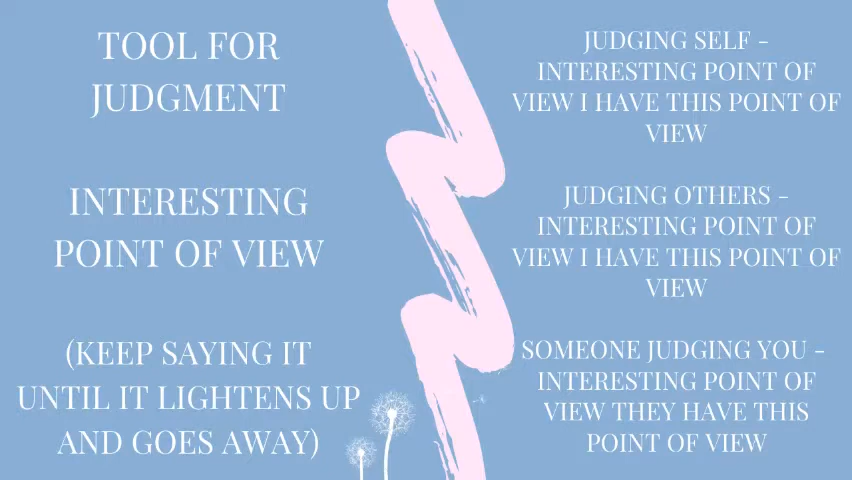 TOOL FOR
JUDGMENT
INTERESTING
POINT OF VIEW
(KEEP SAYING IT
UNTIL IT LIGHTENS UP
AND GOES AWAY)
JUDGING SELF -
INTERESTING POINT OF
VIEW I HAVE THIS POINT OF
VIEW
JUDGING OTHERS -
INTERESTING POINT OF
VIEW I HAVE THIS POINT OF
VIEW
SOMEONE JUDGING YOU -
INTERESTING POINT OF
VIEW THEY HAVE THIS
POINT OF VIEW